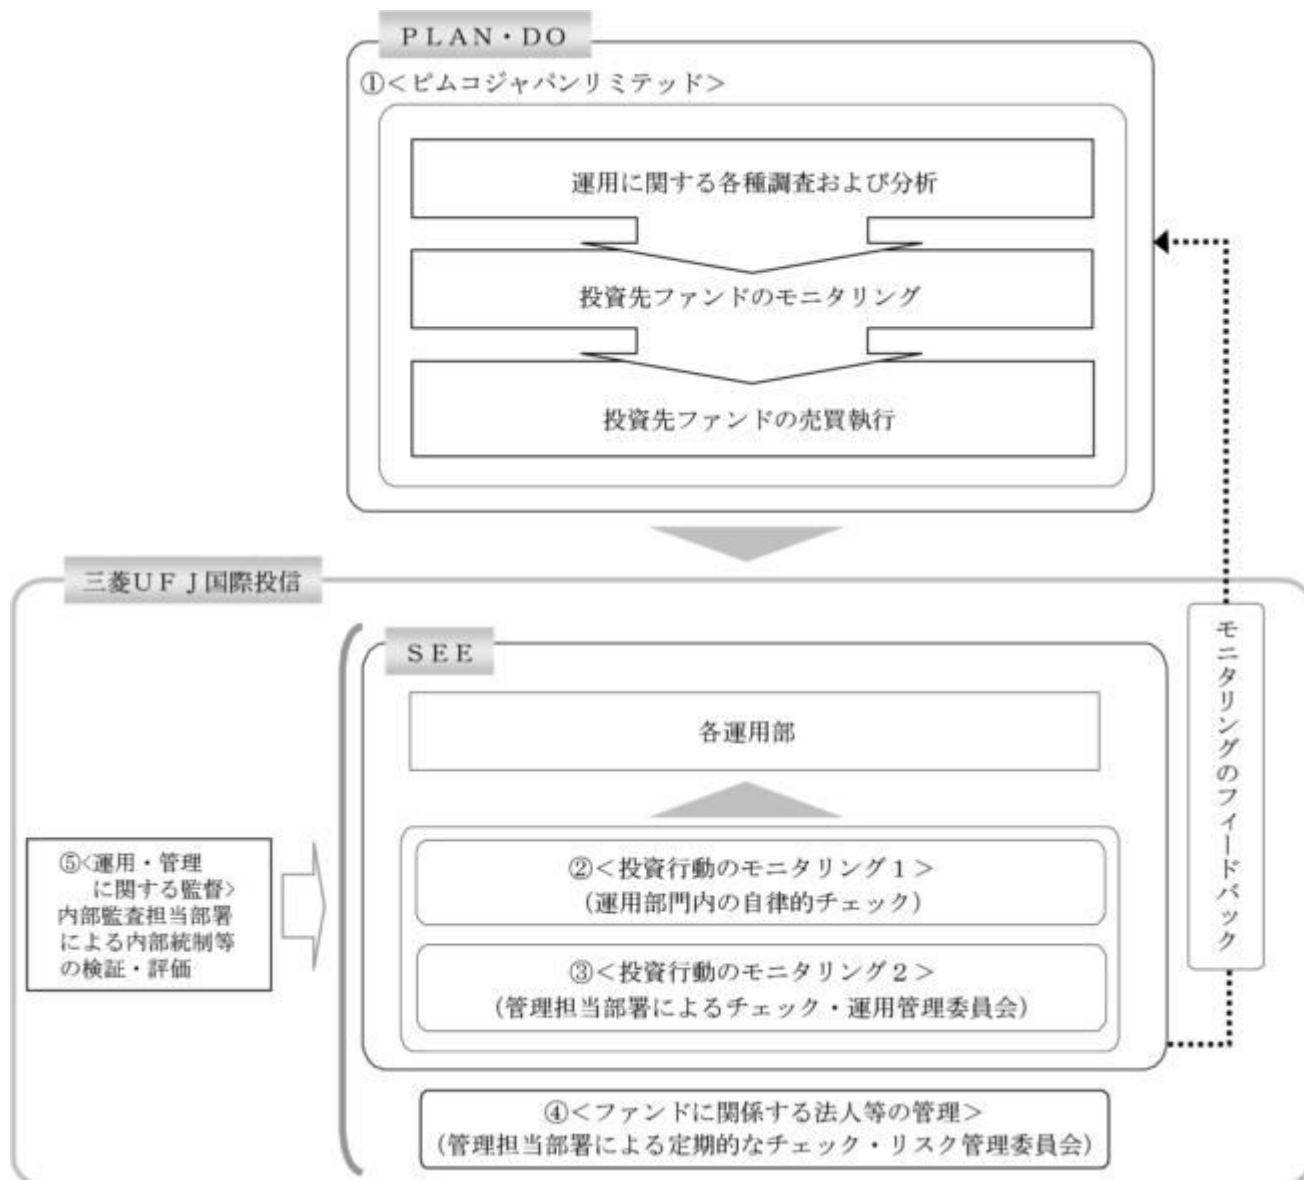 ＰＬＡＮ・ＤＯ
①＜ピムコジャパンリミテッド＞
運用に関する各種調査および分析
投資先ファンドのモニタリング
投資先ファンドの売買執行
三菱ＵＦＪ国際投信
ＳＥＥ
各運用部
②＜投資行動のモニタリング１＞
（運用部門内の自律的チェック）
③＜投資行動のモニタリング２＞
（管理担当部署によるチェック・運用管理委員会）
④＜ファンドに関係する法人等の管理＞
（管理担当部署による定期的なチェック・リスク管理委員会）
⑤＜運用・管理
に関する監督＞
内部監査担当部署
による内部統制等
の検証・評価
モニタリングのフィードバック